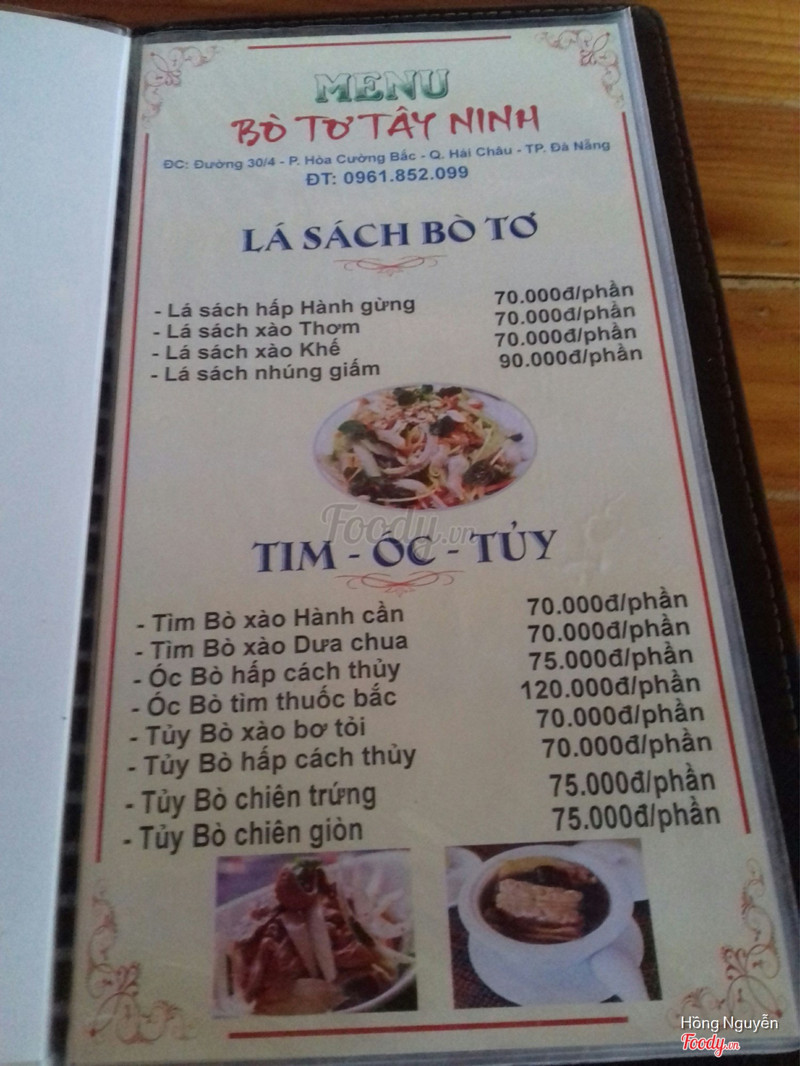 MENU
BÒ TƠ TÂY NINH
ĐC: Đường 30/4 - P. Hòa Cường Bắc - Q. Hải Châu - TP. Đà Nẵng
ĐT: 0961.852.099
LÁ SÁCH BÒ TƠ
- Lá sách hấp Hành gừng 70.000đ/phần
- Lá sách xào Thơm 70.000đ/phần
- Lá sách xào Khế 70.000đ/phần
- Lá sách nhúng giấm 90.000đ/phần
Foody.vn
TIM - ÓC - TỦY
- Tìm Bò xào Hành cần 70.000đ/phần
- Tìm Bò xào Dưa chua 70.000đ/phần
- Óc Bò hấp cách thủy 75.000đ/phần
- Óc Bò tìm thuốc bắc 120.000đ/phần
- Tủy Bò xào bơ tỏi 70.000đ/phần
- Tủy Bò hấp cách thủy 70.000đ/phần
- Tủy Bò chiên trứng 75.000đ/phần
- Tủy Bò chiên giòn 75.000đ/phần
Hồng Nguyễn
Foody.vn